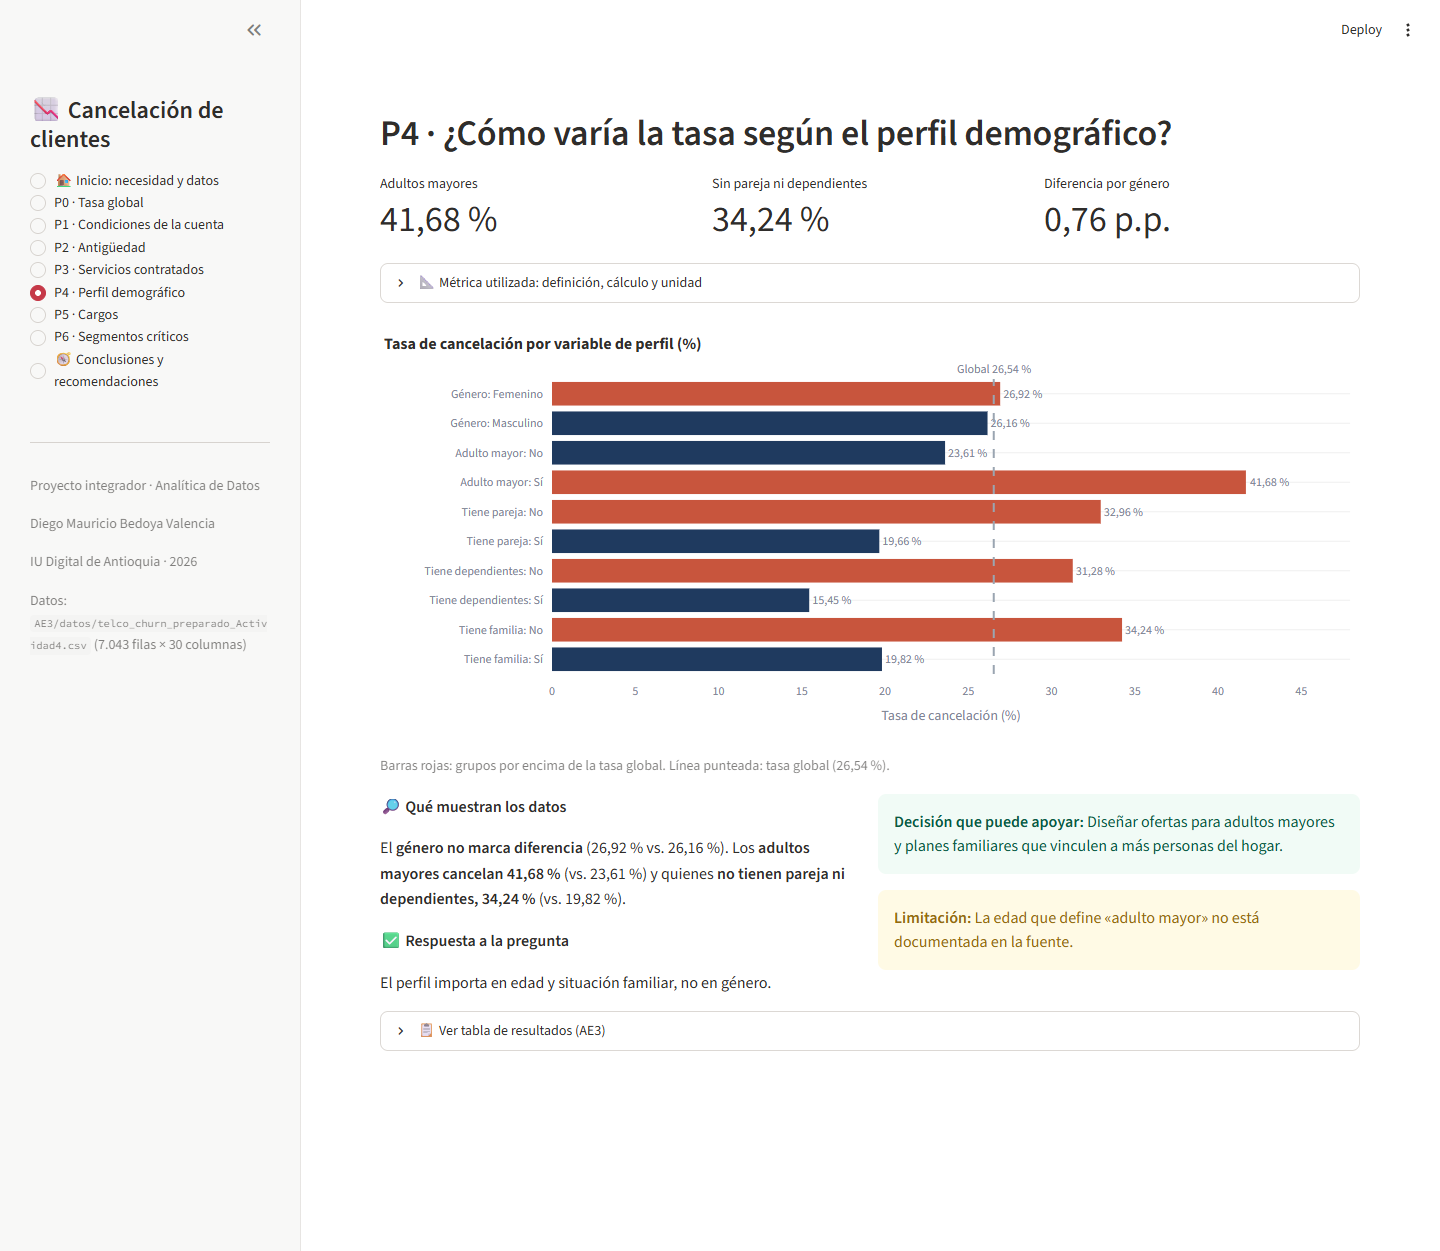 Deploy
📉 Cancelación de
clientes
🏠 Inicio: necesidad y datos
P0 · Tasa global
P1 · Condiciones de la cuenta
P2 · Antigüedad
P3 · Servicios contratados
P4 · Perfil demográfico
P5 · Cargos
P6 · Segmentos críticos
🧭 Conclusiones y
recomendaciones
Proyecto integrador · Analítica de Datos
Diego Mauricio Bedoya Valencia
IU Digital de Antioquia · 2026
Datos:
AE3/datos/telco_churn_preparado_Activ
idad4.csv (7.043 filas × 30 columnas)
P4 · ¿Cómo varía la tasa según el perfil demográfico?
Adultos mayores
41,68 %
Sin pareja ni dependientes
34,24 %
Diferencia por género
0,76 p.p.
📐 Métrica utilizada: definición, cálculo y unidad
Tasa de cancelación por variable de perfil (%)
Global 26,54 %
Género: Femenino 26,92 %
Género: Masculino 26,16 %
Adulto mayor: No 23,61 %
Adulto mayor: Sí 41,68 %
Tiene pareja: No 32,96 %
Tiene pareja: Sí 19,66 %
Tiene dependientes: No 31,28 %
Tiene dependientes: Sí 15,45 %
Tiene familia: No 34,24 %
Tiene familia: Sí 19,82 %
0 5 10 15 20 25 30 35 40 45
Tasa de cancelación (%)
Barras rojas: grupos por encima de la tasa global. Línea punteada: tasa global (26,54 %).
🔎 Qué muestran los datos
El género no marca diferencia (26,92 % vs. 26,16 %). Los adultos
mayores cancelan 41,68 % (vs. 23,61 %) y quienes no tienen pareja ni
dependientes, 34,24 % (vs. 19,82 %).
✅ Respuesta a la pregunta
El perfil importa en edad y situación familiar, no en género.
Decisión que puede apoyar: Diseñar ofertas para adultos mayores
y planes familiares que vinculen a más personas del hogar.
Limitación: La edad que define «adulto mayor» no está
documentada en la fuente.
📋 Ver tabla de resultados (AE3)